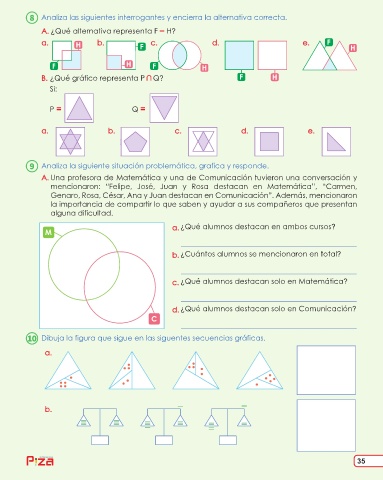 8 Analiza las siguientes interrogantes y encierra la alternativa correcta.
A. ¿Qué alternativa representa F – H?
a. b. c. d. e.
H F F H
F H F H F H
B. ¿Qué gráfico representa P ∩ Q?
Si:
P = Q =
a. b. c. d. e.
9 Analiza la siguiente situación problemática, grafica y responde.
A. Una profesora de Matemática y una de Comunicación tuvieron una conversación y
mencionaron: “Felipe, José, Juan y Rosa destacan en Matemática”, “Carmen,
Genaro, Rosa, César, Ana y Juan destacan en Comunicación”. Además, mencionaron
la importancia de compartir lo que saben y ayudar a sus compañeros que presentan
alguna dificultad.
M
C
a. ¿Qué alumnos destacan en ambos cursos?
b. ¿Cuántos alumnos se mencionaron en total?
c. ¿Qué alumnos destacan solo en Matemática?
d. ¿Qué alumnos destacan solo en Comunicación?
10 Dibuja la figura que sigue en las siguientes secuencias gráficas.
a.
b.
Pizza
35